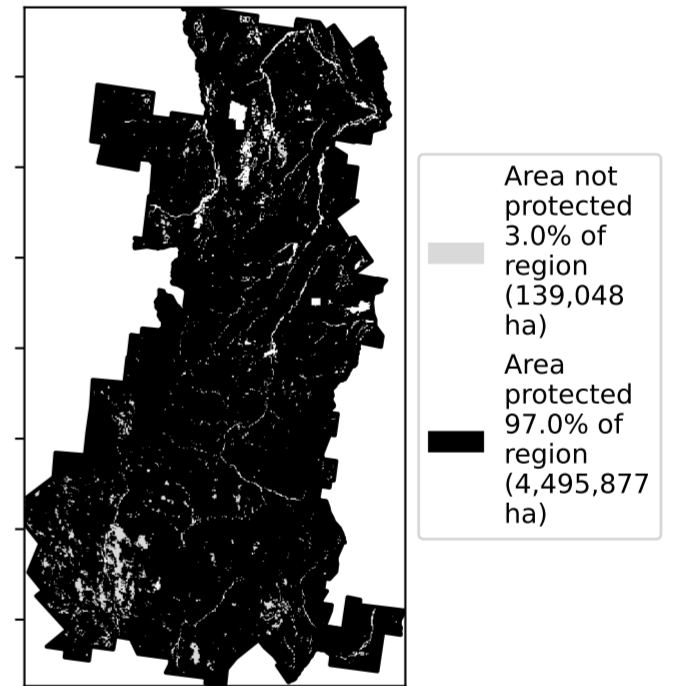 Area not
protected
3.0% of
region
(139,048
ha)
Area
protected
97.0% of
region
(4,495,877
ha)